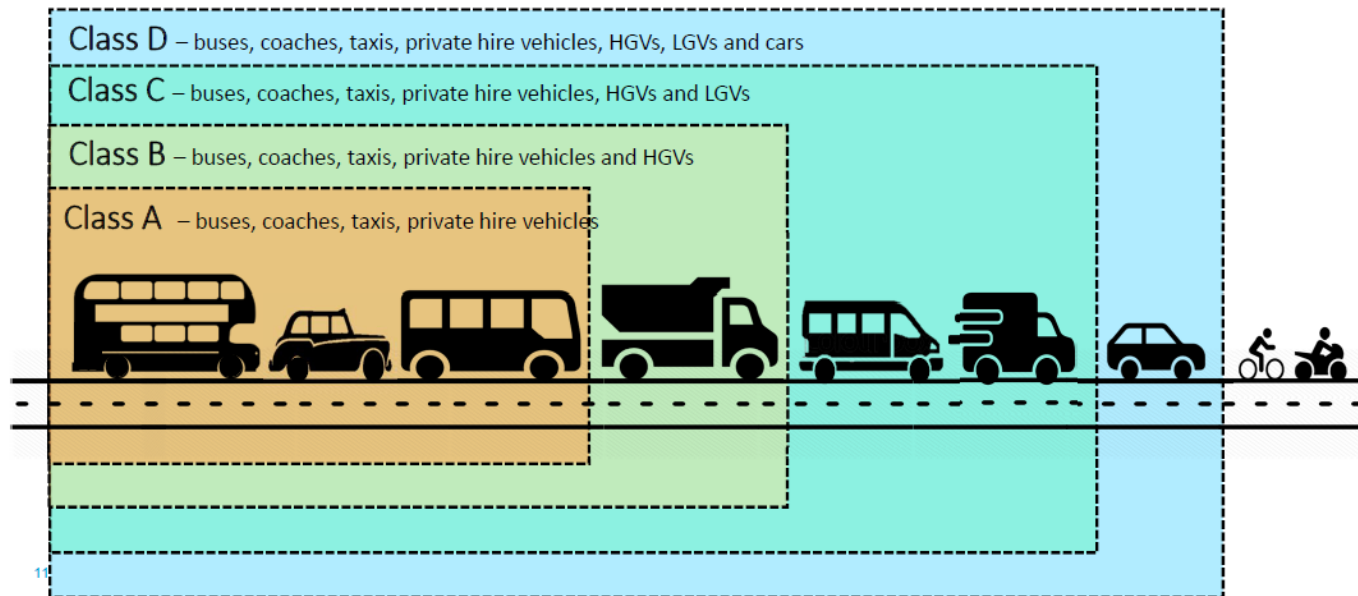 Class D – buses, coaches, taxis, private hire vehicles, HGVs, LGVs and cars
Class C – buses, coaches, taxis, private hire vehicles, HGVs and LGVs
Class B – buses, coaches, taxis, private hire vehicles and HGVs
Class A – buses, coaches, taxis, private hire vehicles
11